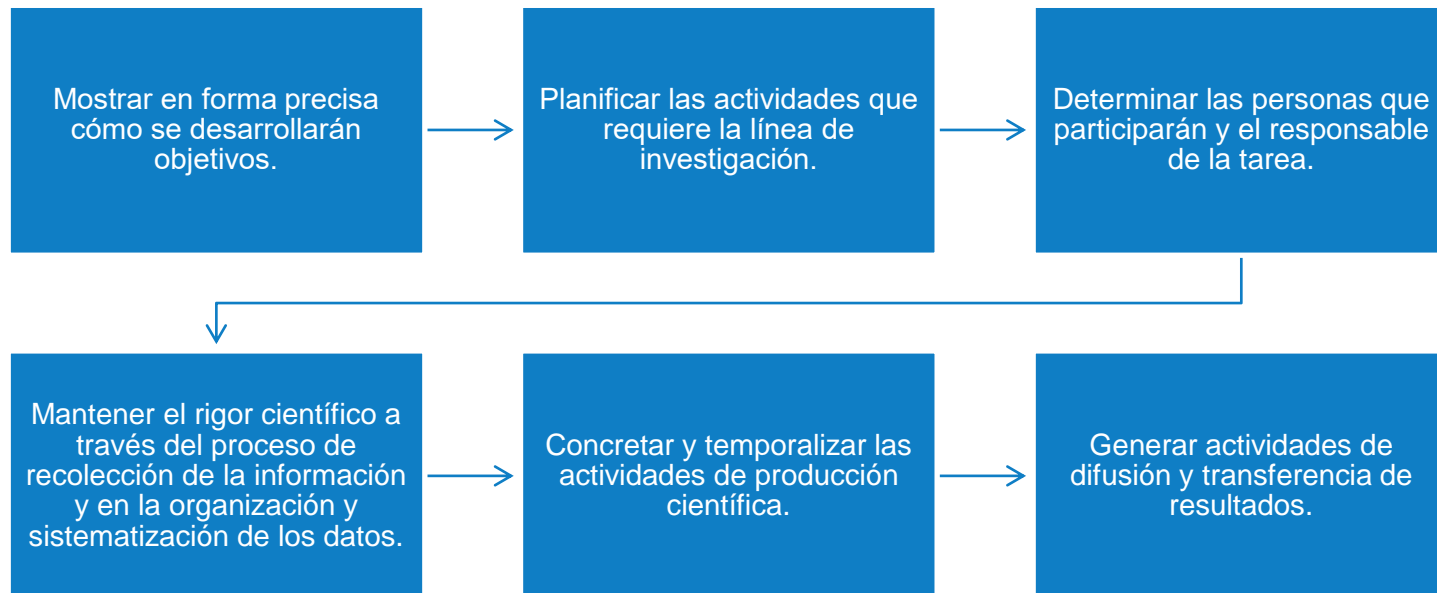 Mostrar en forma precisa
cómo se desarrollarán
objetivos.
Planificar las actividades que
requiere la línea de
investigación.
Determinar las personas que
participarán y el responsable
de la tarea.
Mantener el rigor científico a
través del proceso de
recolección de la información
y en la organización y
sistematización de los datos.
Concretar y temporalizar las
actividades de producción
científica.
Generar actividades de
difusión y transferencia de
resultados.